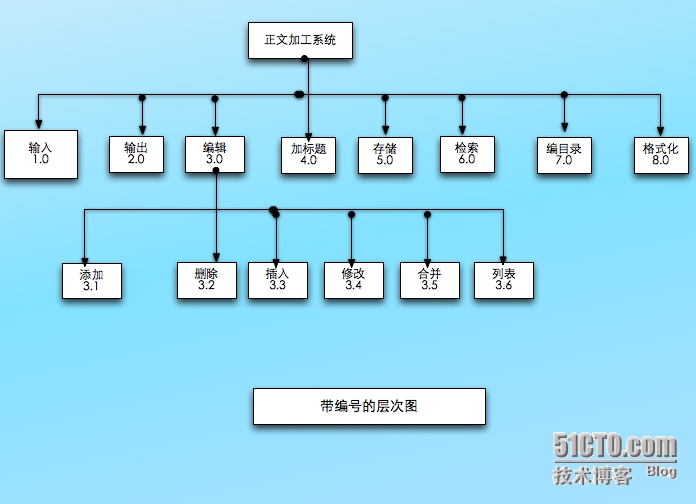 正文加工系统
输入
1.0
输出
2.0
编辑
3.0
加标题
4.0
存储
5.0
检索
6.0
编目录
7.0
格式化
8.0
添加
3.1
删除
3.2
插入
3.3
修改
3.4
合并
3.5
列表
3.6
带编号的层次图
51CTO.com
技术博客 Blog